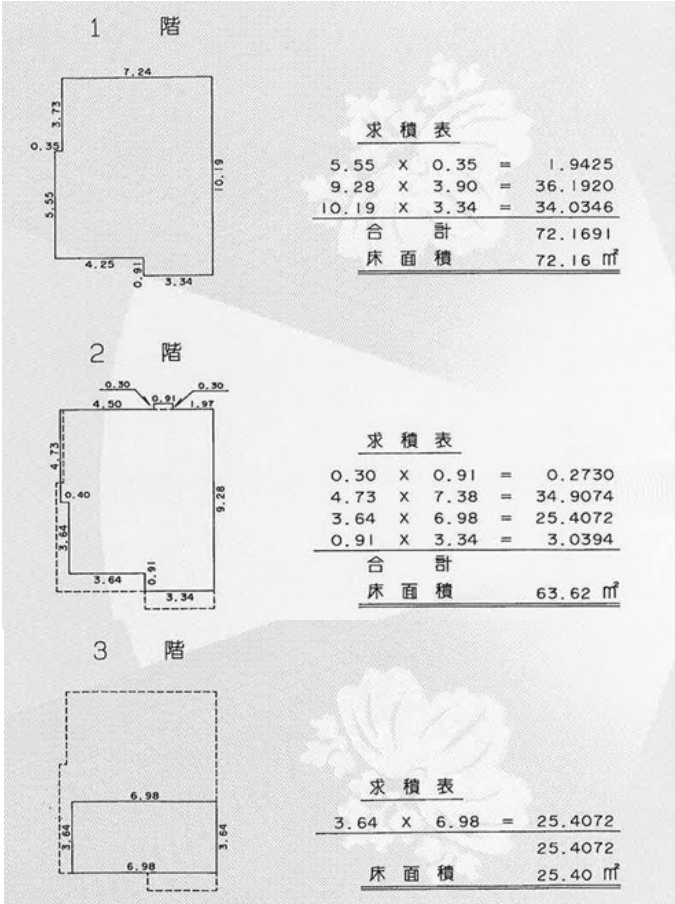 1 階
7.24
3.73
0.35
5.55
10.19
4.25
0.91
3.34
求 積 表
5.55 X 0.35 = 1.9425
9.28 X 3.90 = 36.1920
10.19 X 3.34 = 34.0346
合 計 72.1691
床 面 積 72.16 ㎡
2 階
0.30 0.91 0.30
4.50 1.97
4.73
0.40
3.64
9.28
3.64
0.91
3.34
求 積 表
0.30 X 0.91 = 0.2730
4.73 X 7.38 = 34.9074
3.64 X 6.98 = 25.4072
0.91 X 3.34 = 3.0394
合 計
床 面 積 63.62 ㎡
3 階
6.98
3.64
3.64
6.98
求 積 表
3.64 X 6.98 = 25.4072
25.4072
床 面 積 25.40 ㎡